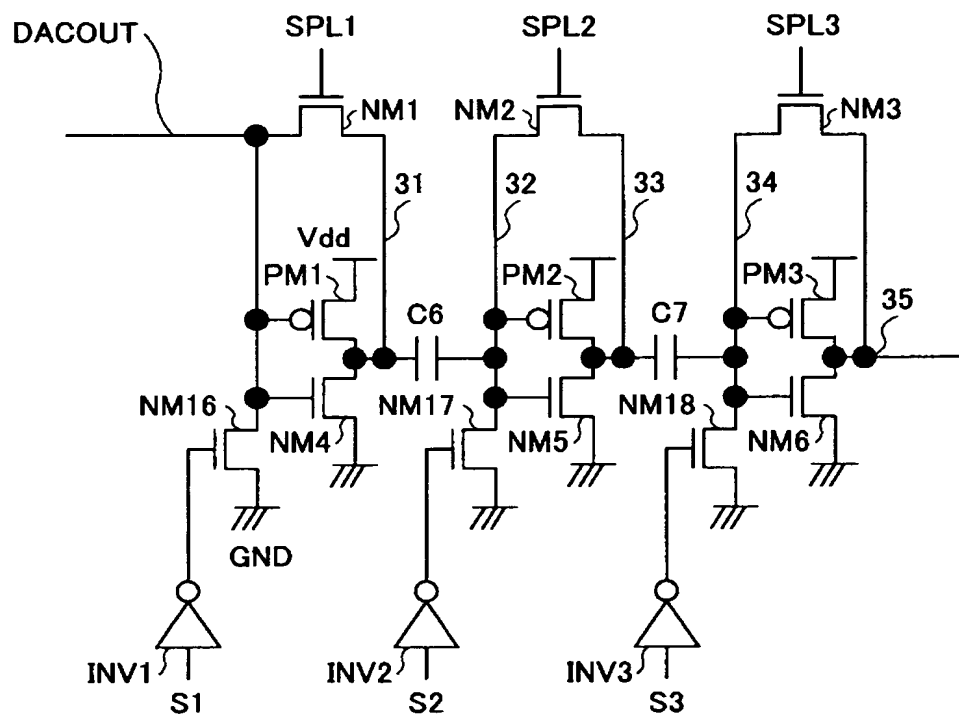 DACOUT
SPL1 SPL2 SPL3
NM1 NM2 NM3
31 32 33 34
Vdd
PM1 PM2 PM3
C6 C7 35
NM16 NM17 NM18
NM4 NM5 NM6
GND
INV1 INV2 INV3
S1 S2 S3